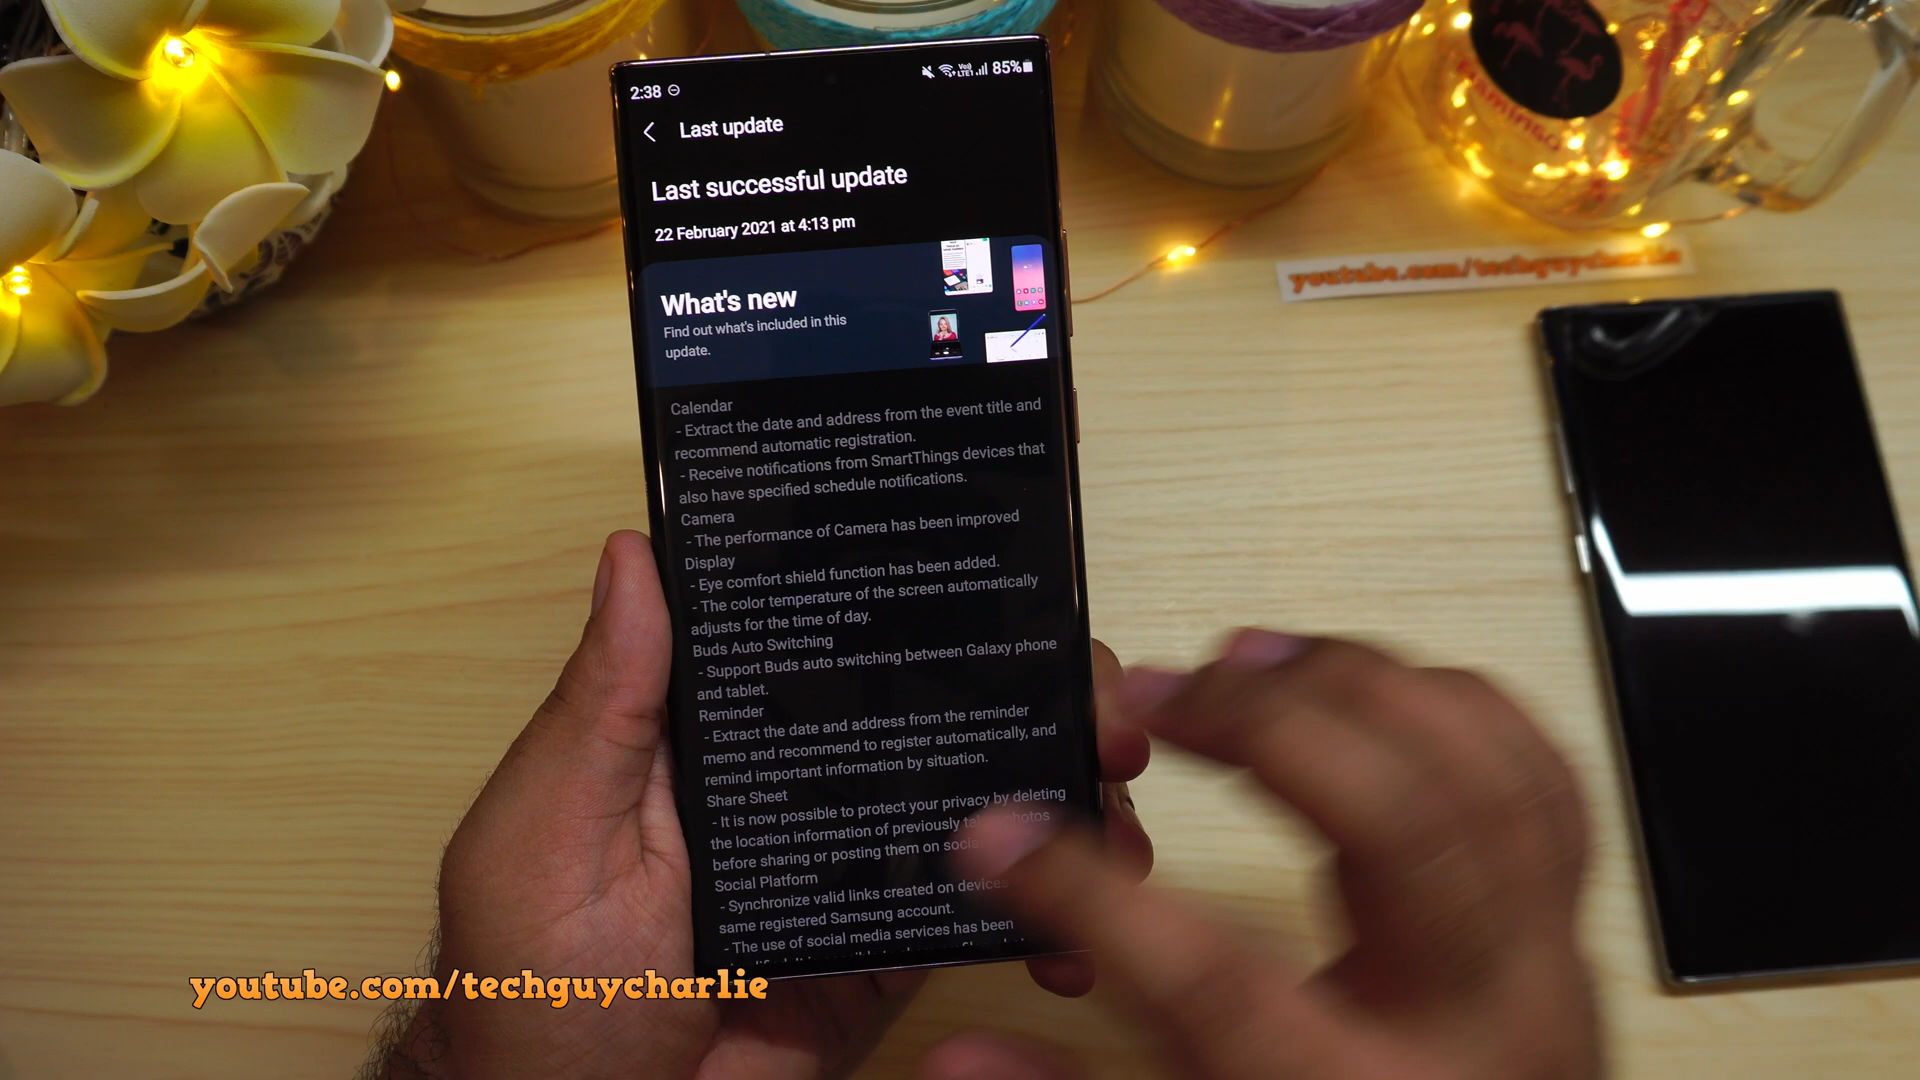 2:38
Vo))
LTE1
85%
Last update
Last successful update
22 February 2021 at 4:13 pm
What's new
Find out what's included in this
update.
Calendar
- Extract the date and address from the event title and
recommend automatic registration.
- Receive notifications from SmartThings devices that
also have specified schedule notifications.
Camera
- The performance of Camera has been improved
Display
- Eye comfort shield function has been added.
- The color temperature of the screen automatically
adjusts for the time of day.
Buds Auto Switching
- Support Buds auto switching between Galaxy phone
and tablet.
Reminder
- Extract the date and address from the reminder
memo and recommend to register automatically, and
remind important information by situation.
Share Sheet
- It is now possible to protect your privacy by deleting
the location information of previously photos
before sharing or posting them on
Social Platform
- Synchronize valid links created on devices
same registered Samsung account.
- The use of social media services has been
youtube.com/techguycharlie
Flamingo
youtube.com/techguycharlie